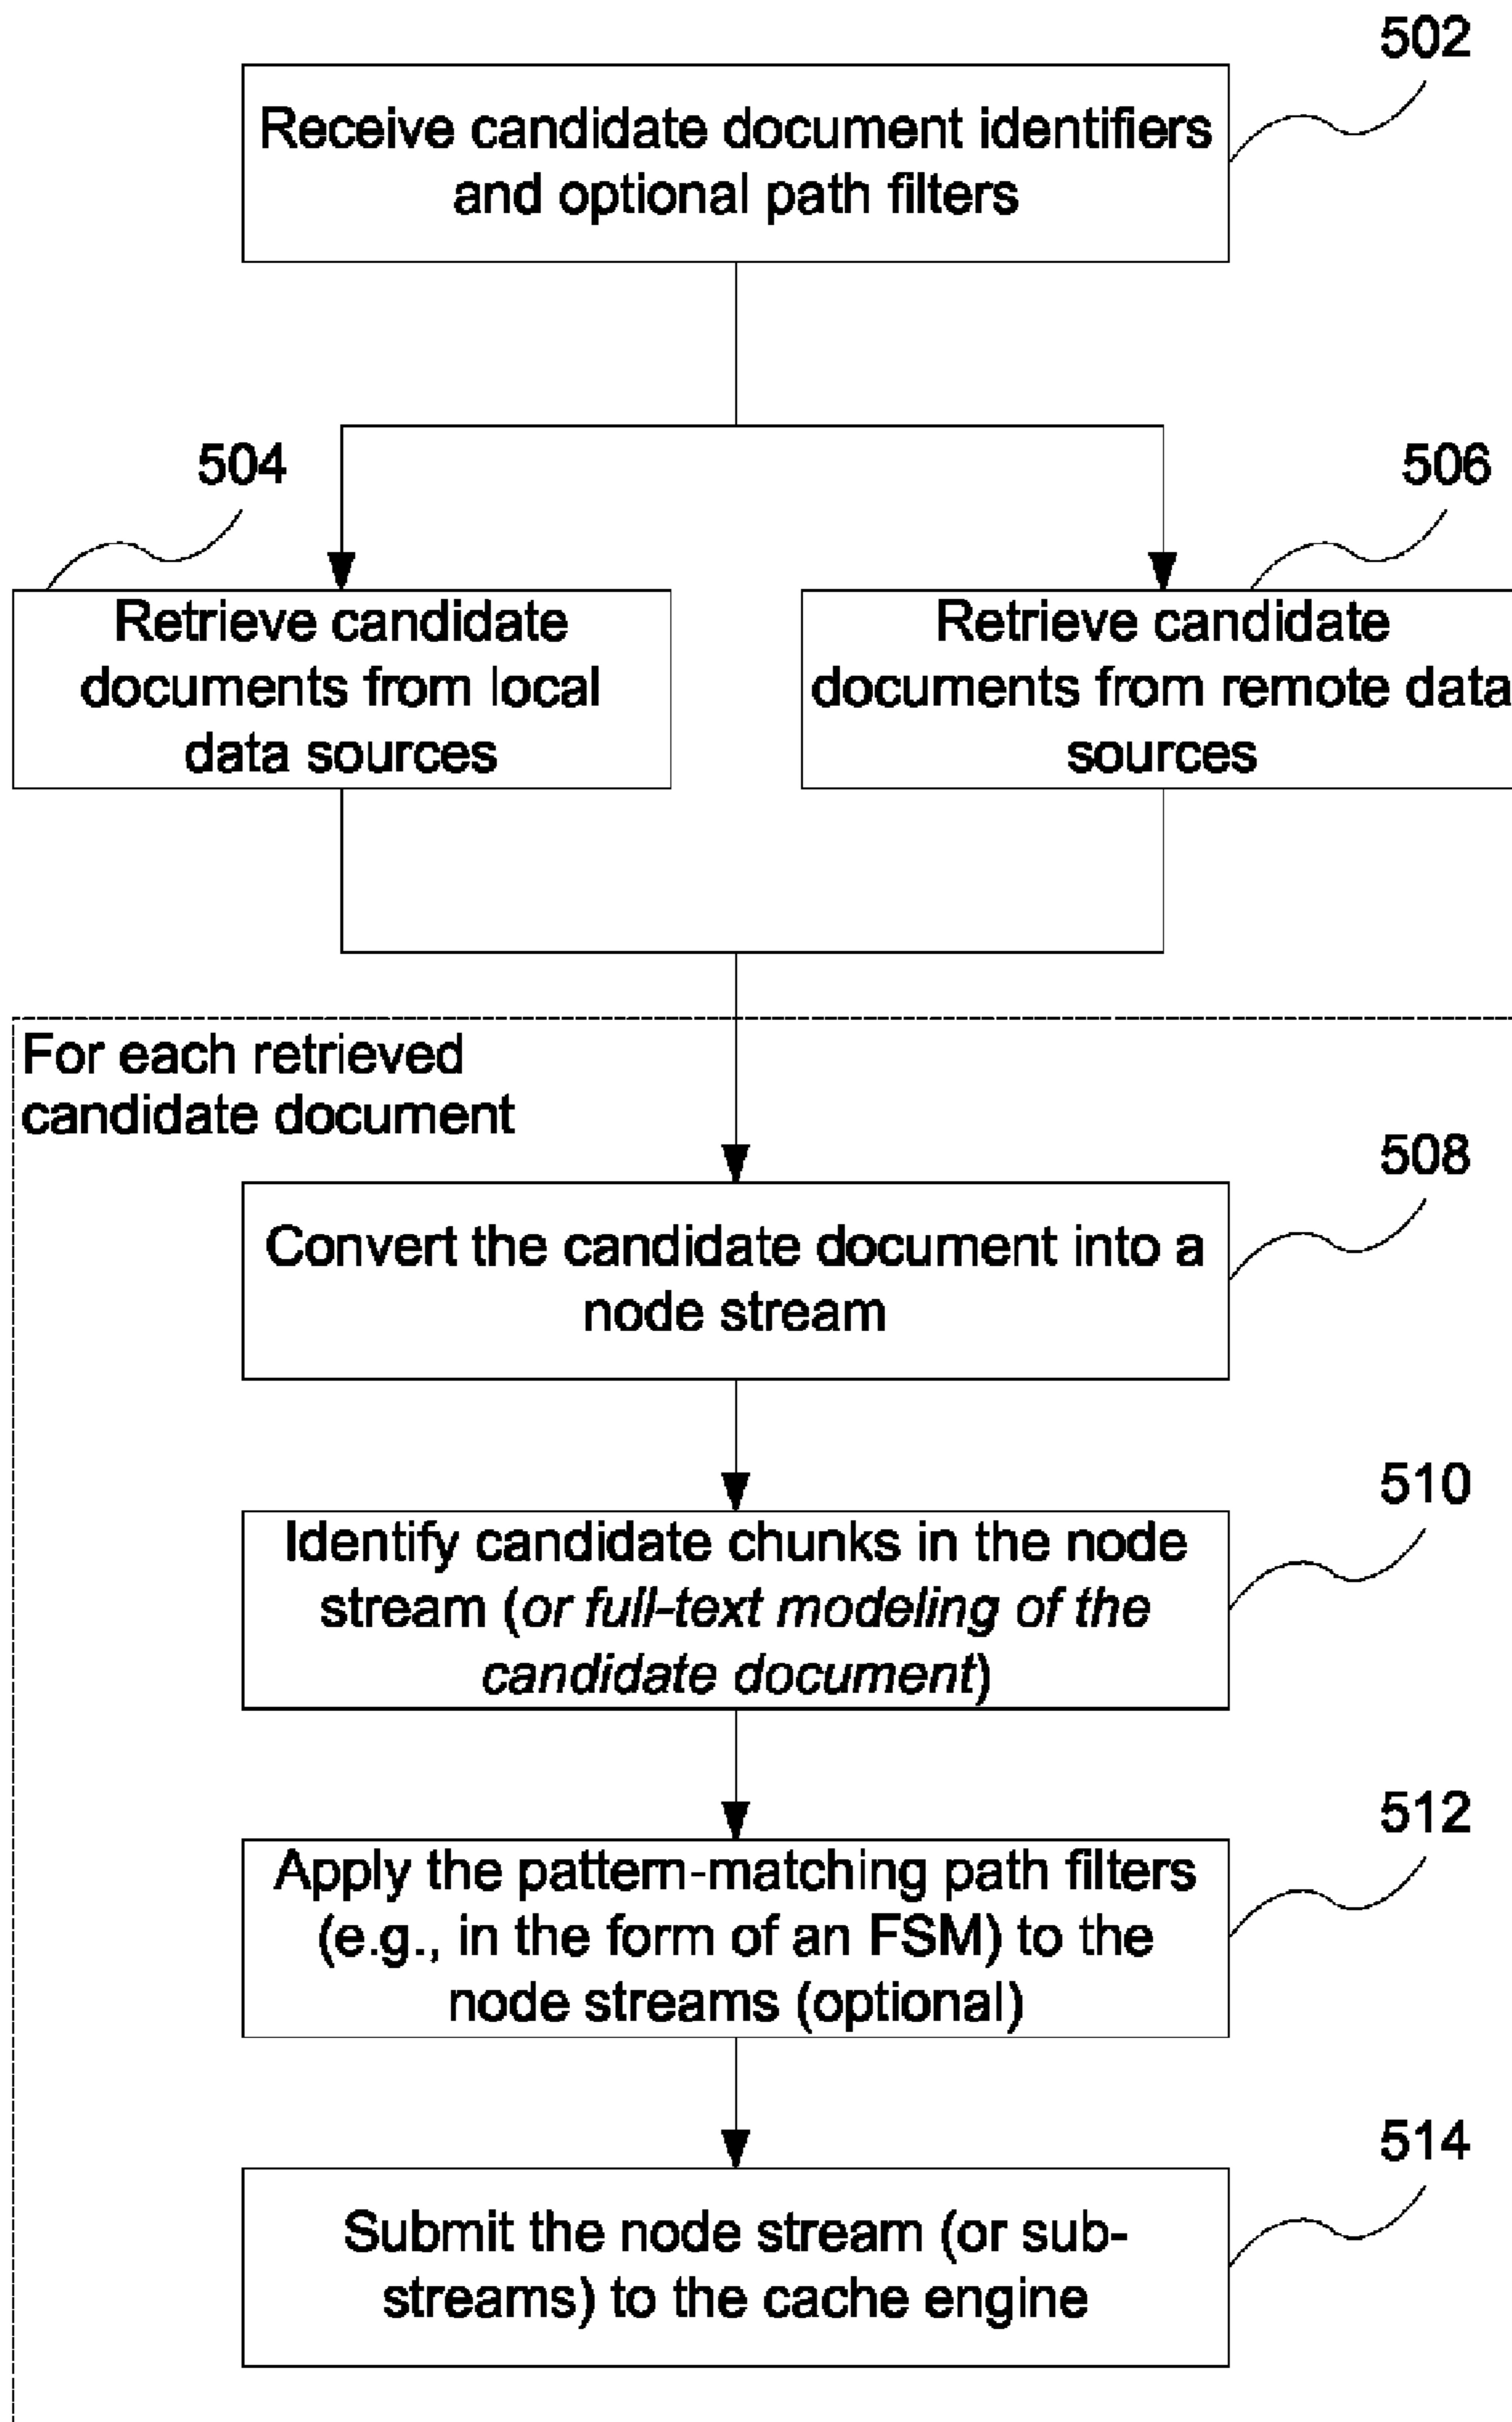 502
Receive candidate document identifiers
and optional path filters
504
506
Retrieve candidate
documents from local
data sources
Retrieve candidate
documents from remote data
sources
For each retrieved
candidate document
508
Convert the candidate document into a
node stream
510
Identify candidate chunks in the node
stream (or full-text modeling of the
candidate document)
512
Apply the pattern-matching path filters
(e.g., in the form of an FSM) to the
node streams (optional)
514
Submit the node stream (or sub-
streams) to the cache engine